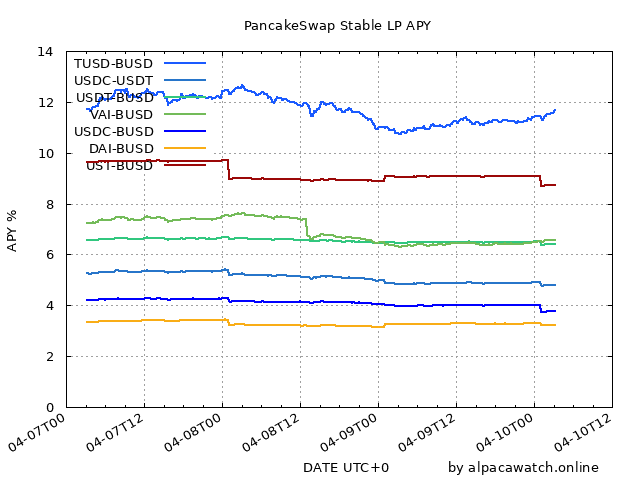 PancakeSwap Stable LP APY
14
12
10
8
6
4
2
0
APY %
TUSD-BUSD
USDC-USDT
USDT-BUSD
VAI-BUSD
USDC-BUSD
DAI-BUSD
UST-BUSD
04-07T00
04-07T12
04-08T00
04-08T12
04-09T00
04-09T12
04-10T00
04-10T12
DATE UTC+0
by alpacawatch.online